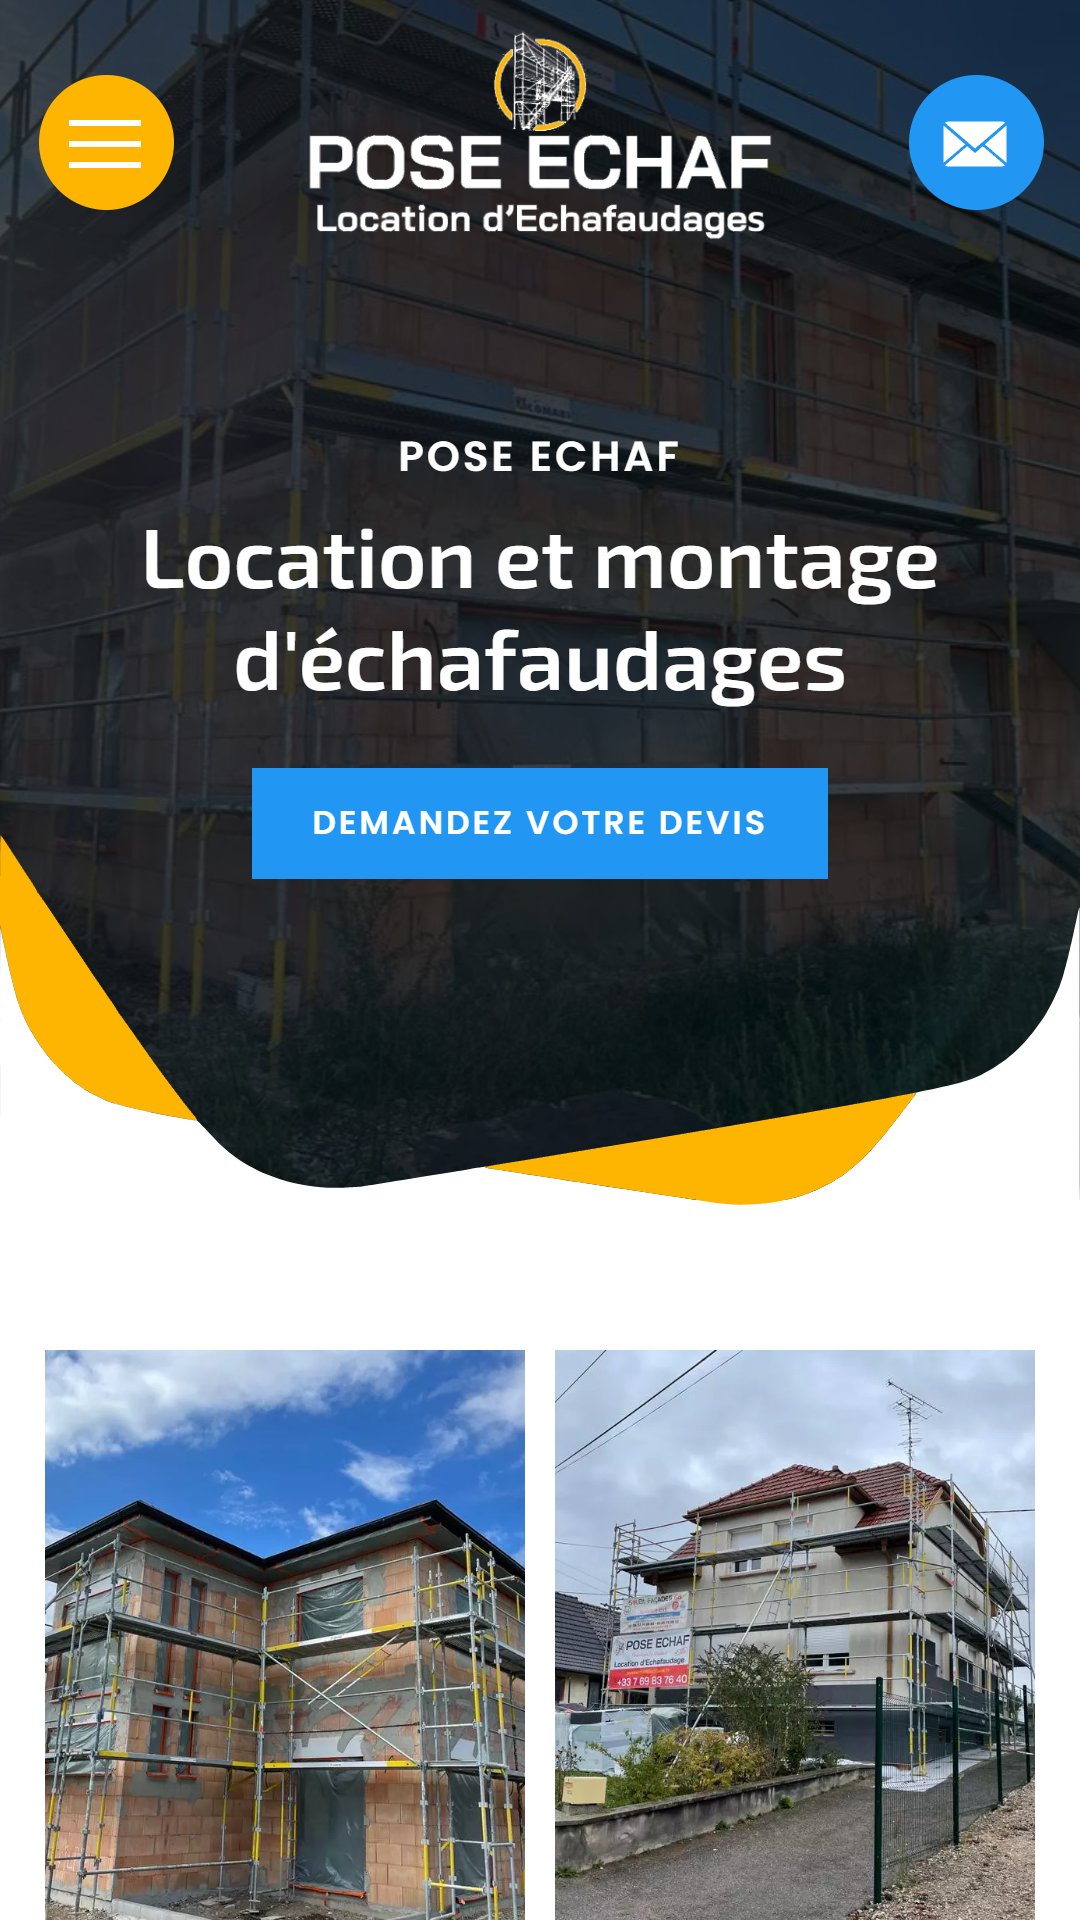 POSE ECHAF
Location d'Echafaudages
POSE ECHAF
Location et montage
d'échafaudages
DEMANDEZ VOTRE DEVIS
POSE ECHAF
Location d'Echafaudage
+33 7 69 83 76 40